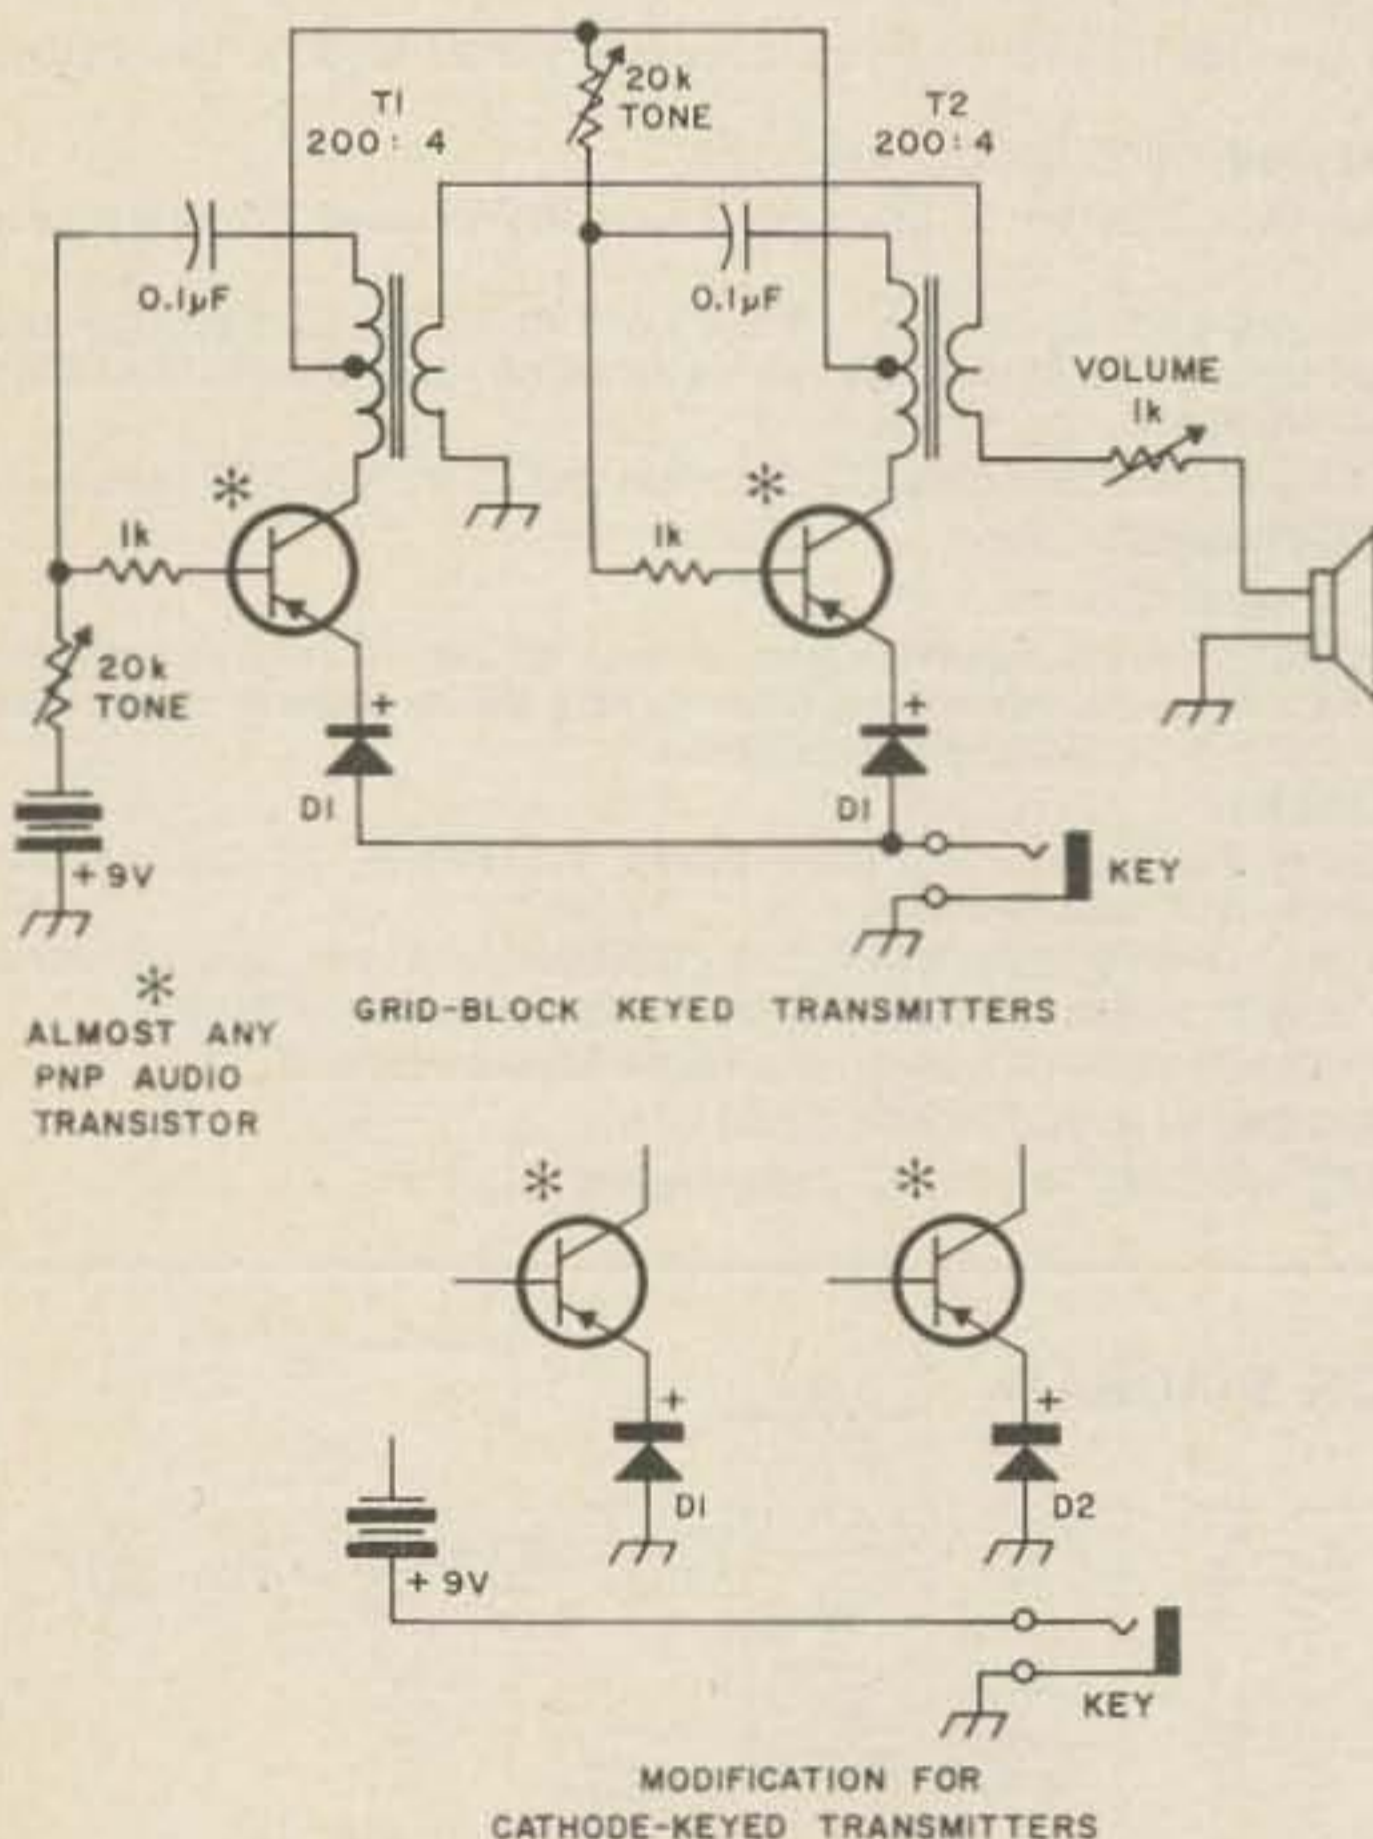 20k
TONE
T1
200 : 4
T2
200:4
0.1µF
0.1µF
VOLUME
1k
*
*
1k
1k
20k
TONE
+
+
D1
D1
KEY
+ 9V
*
ALMOST ANY
PNP AUDIO
TRANSISTOR
GRID-BLOCK KEYED TRANSMITTERS
*
*
+
+
D1
D2
+ 9V
KEY
MODIFICATION FOR
CATHODE-KEYED TRANSMITTERS